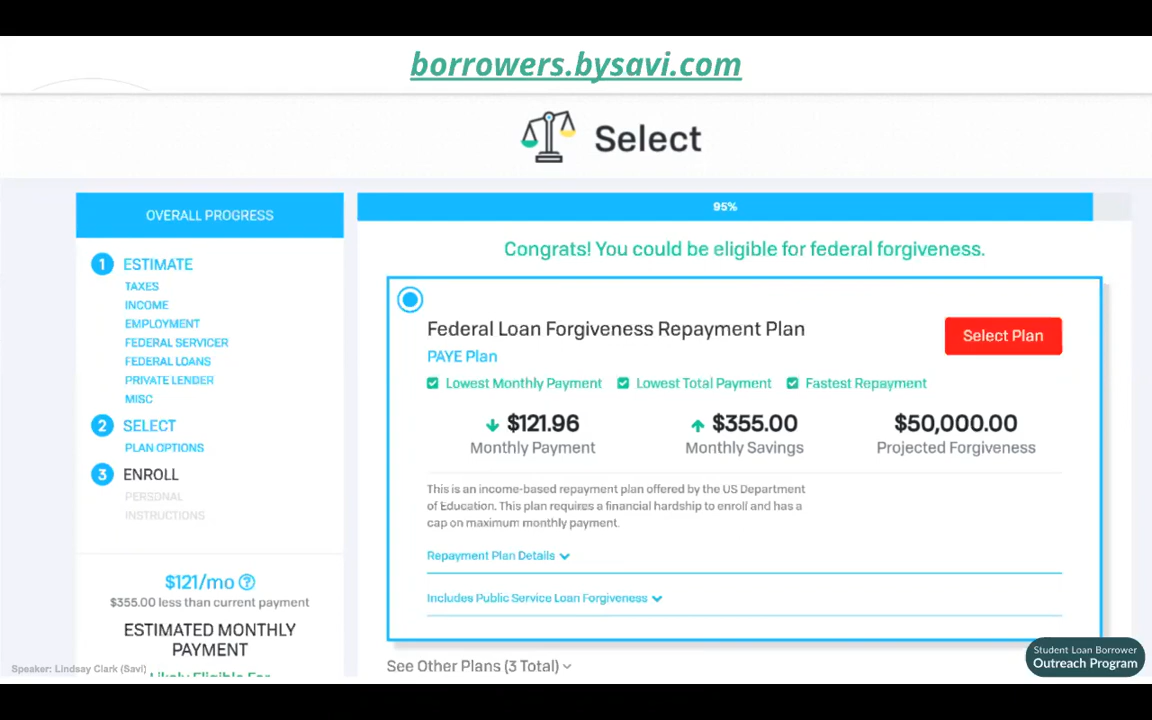 borrowers.bysavi.com
Select
OVERALL PROGRESS
1 ESTIMATE
TAXES
INCOME
EMPLOYMENT
FEDERAL SERVICER
FEDERAL LOANS
PRIVATE LENDER
MISC
2 SELECT
PLAN OPTIONS
3 ENROLL
PERSONAL
INSTRUCTIONS
$121/mo ?
$355.00 less than current payment
ESTIMATED MONTHLY
PAYMENT
Likely Eligible For
95%
Congrats! You could be eligible for federal forgiveness.
Federal Loan Forgiveness Repayment Plan
Select Plan
PAYE Plan
Lowest Monthly Payment Lowest Total Payment Fastest Repayment
$121.96 $355.00 $50,000.00
Monthly Payment Monthly Savings Projected Forgiveness
This is an income-based repayment plan offered by the US Department
of Education. This plan requires a financial hardship to enroll and has a
cap on maximum monthly payment.
Repayment Plan Details
Includes Public Service Loan Forgiveness
See Other Plans (3 Total)
Speaker: Lindsay Clark (Savi)
Student Loan Borrower
Outreach Program